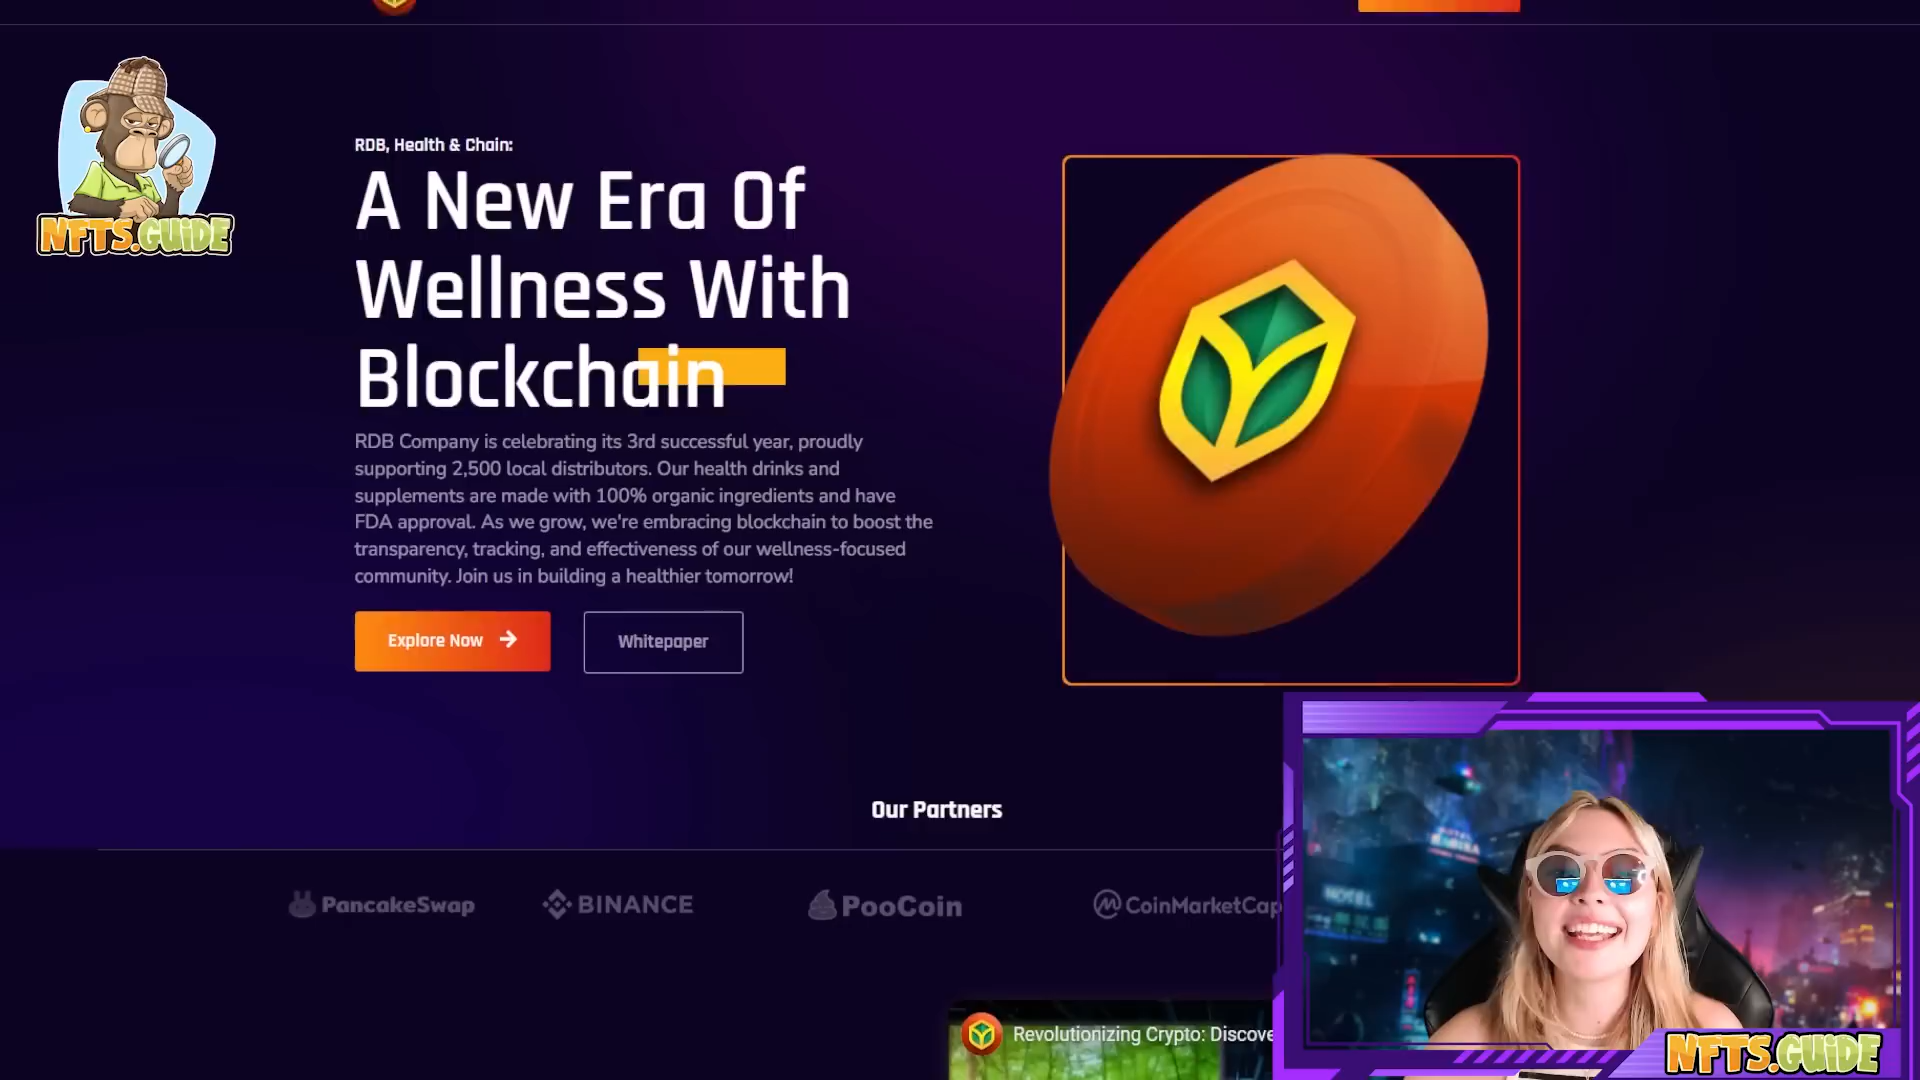 NFTS.GUIDE
RDB, Health & Chain:
A New Era Of
Wellness With
Blockchain
RDB Company is celebrating its 3rd successful year, proudly
supporting 2,500 local distributors. Our health drinks and
supplements are made with 100% organic ingredients and have
FDA approval. As we grow, we're embracing blockchain to boost the
transparency, tracking, and effectiveness of our wellness-focused
community. Join us in building a healthier tomorrow!
Explore Now
Whitepaper
Our Partners
PancakeSwap
BINANCE
PooCoin
CoinMarketCap
Revolutionizing Crypto: Discove
HOTEL
NFTS.GUIDE